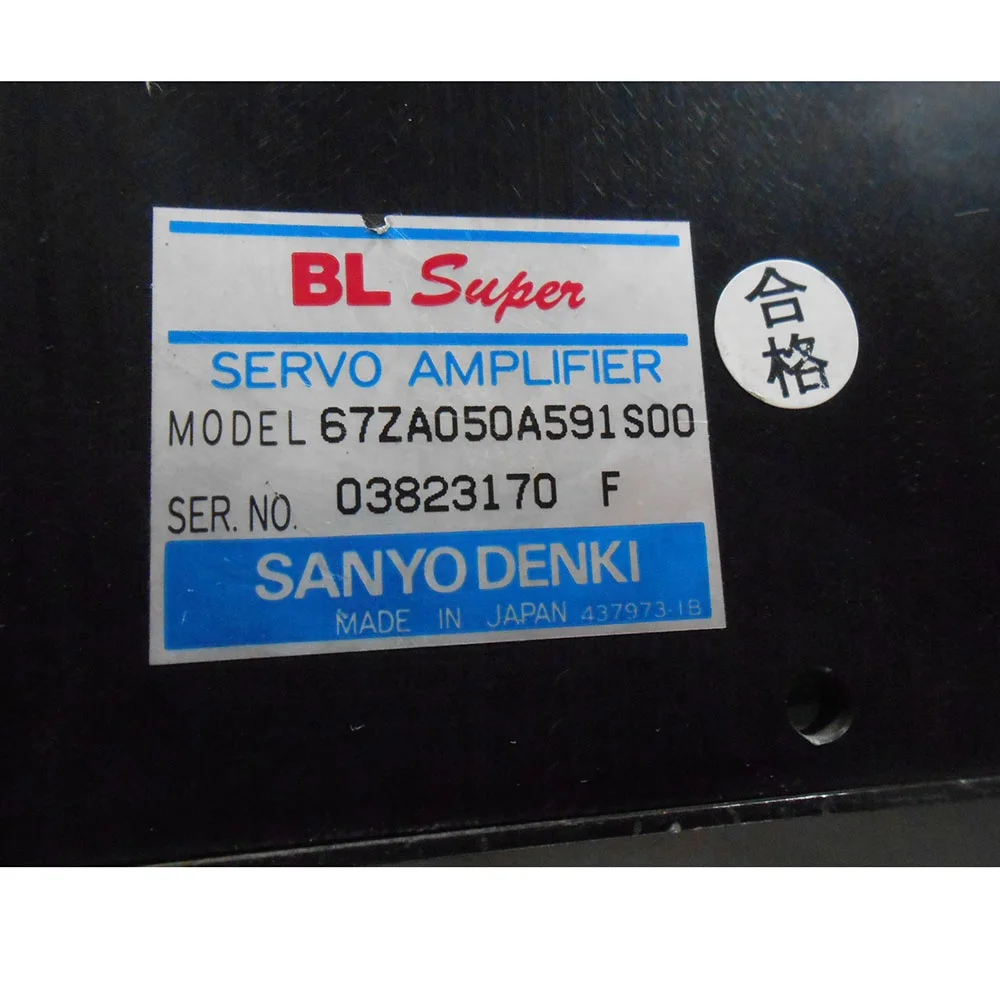 BL Super
SERVO AMPLIFIER
MODEL 67ZA050A591S00
SER. NO. 03823170 F
SANYO DENKI
MADE IN JAPAN 437973-1B
合
格